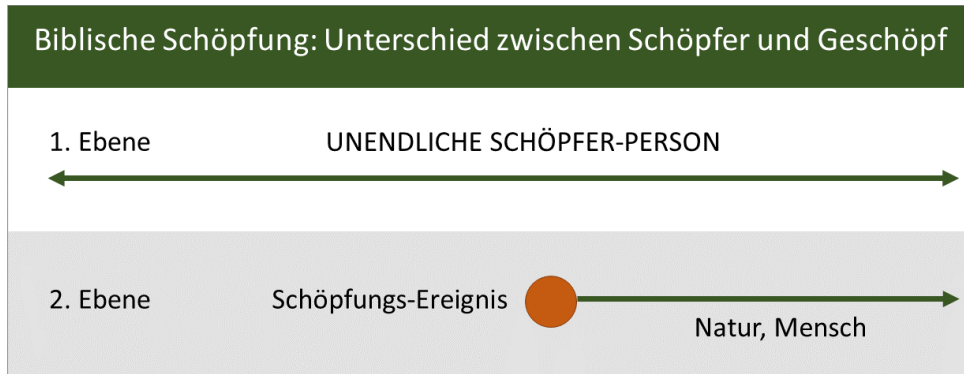 Biblische Schöpfung: Unterschied zwischen Schöpfer und Geschöpf
1. Ebene UNENDLICHE SCHÖPFER-PERSON
2. Ebene Schöpfungs-Ereignis
Natur, Mensch